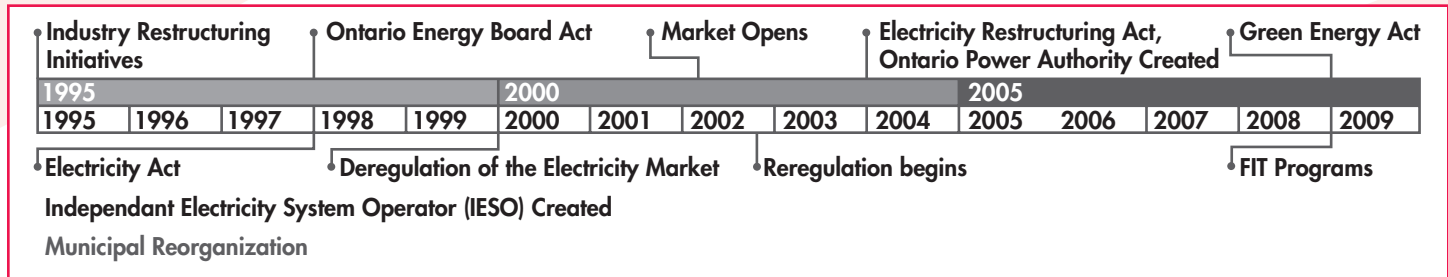 Industry Restructuring
Initiatives
Ontario Energy Board Act
Market Opens
Electricity Restructuring Act,
Ontario Power Authority Created
Green Energy Act
1995 2000 2005
1995 1996 1997 1998 1999 2000 2001 2002 2003 2004 2005 2006 2007 2008 2009
Electricity Act
Deregulation of the Electricity Market
Reregulation begins
FIT Programs
Independant Electricity System Operator (IESO) Created
Municipal Reorganization